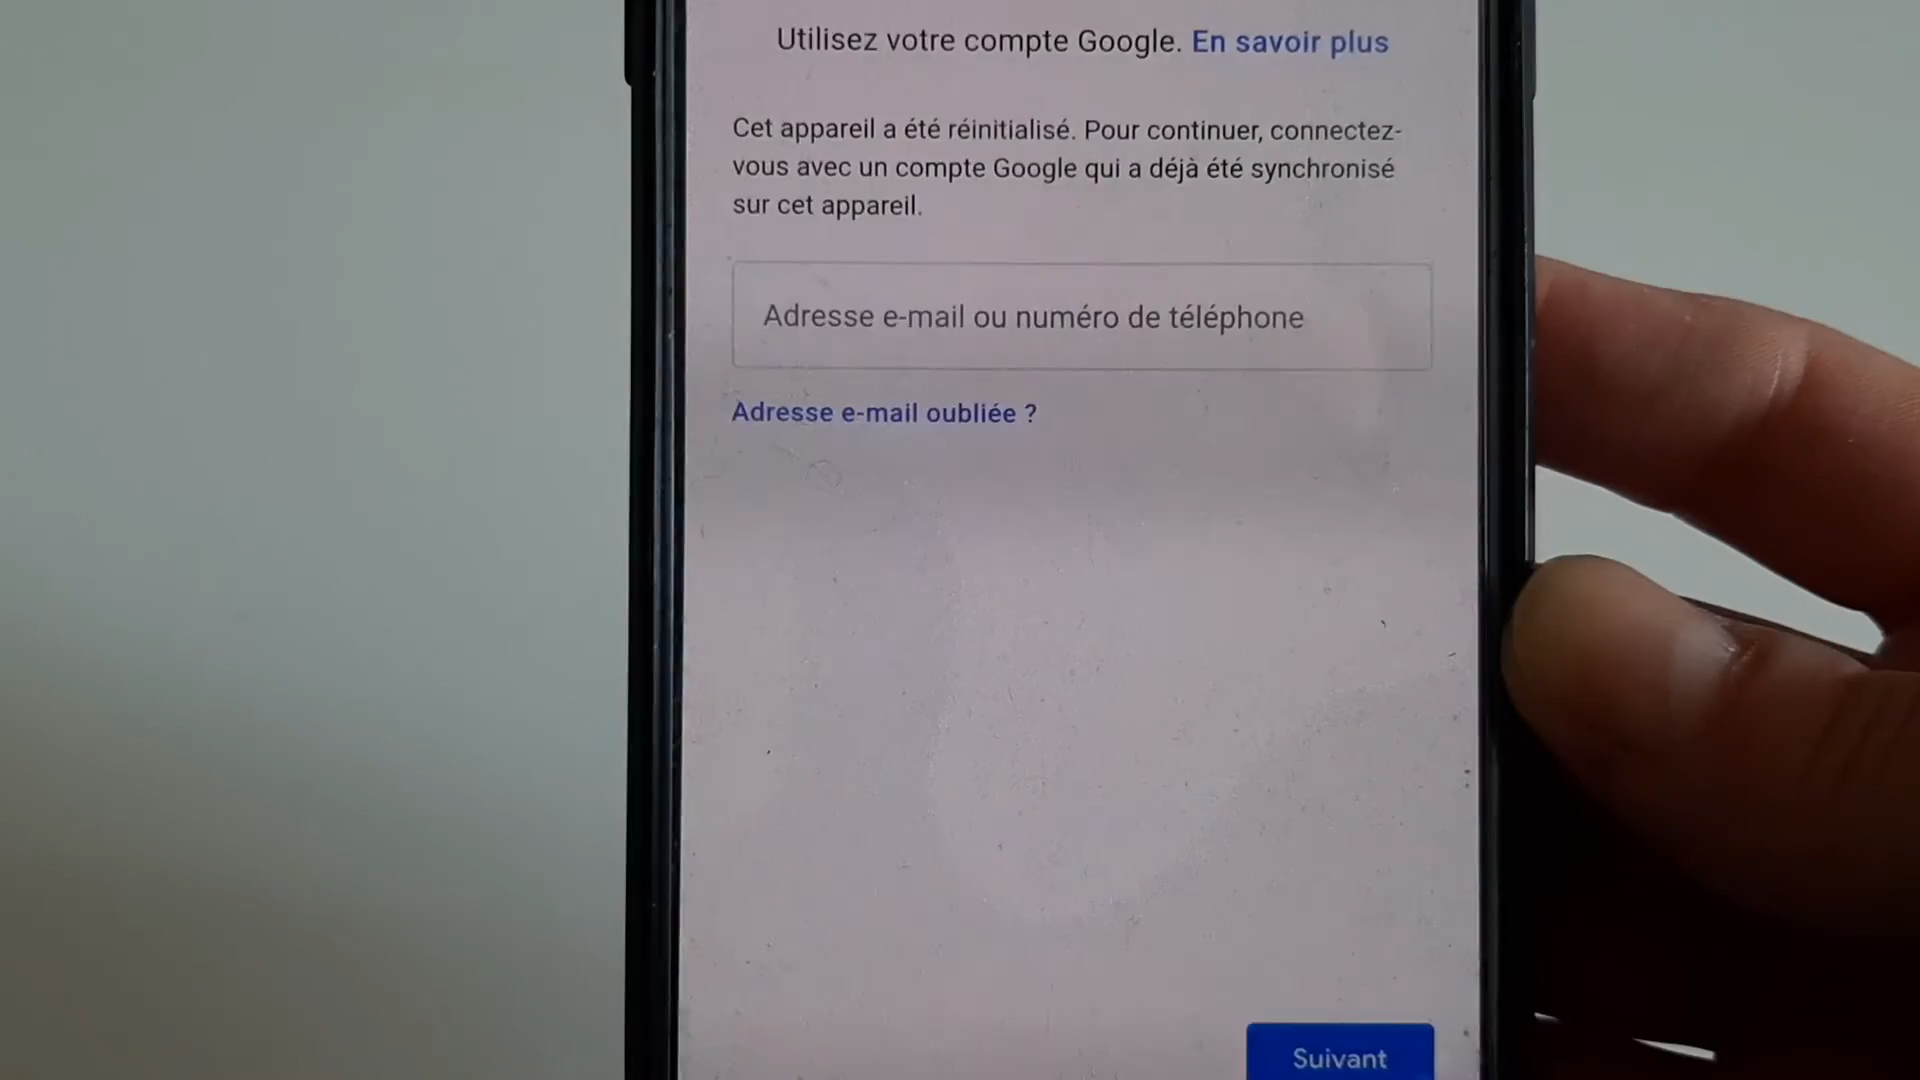 Utilisez votre compte Google. En savoir plus
Cet appareil a été réinitialisé. Pour continuer, connectez-
vous avec un compte Google qui a déjà été synchronisé
sur cet appareil.
Adresse e-mail ou numéro de téléphone
Adresse e-mail oubliée ?
Suivant